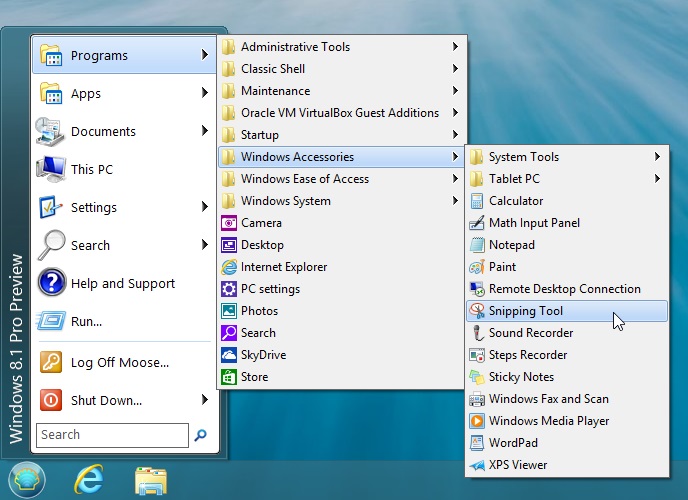 Windows 8.1 Pro Preview
Programs
Apps
Documents
This PC
Settings
Search
Help and Support
Run...
Log Off Moose...
Shut Down...
Search
Administrative Tools
Classic Shell
Maintenance
Oracle VM VirtualBox Guest Additions
Startup
Windows Accessories
Windows Ease of Access
Windows System
Camera
Desktop
Internet Explorer
PC settings
Photos
Search
SkyDrive
Store
System Tools
Tablet PC
Calculator
Math Input Panel
Notepad
Paint
Remote Desktop Connection
Snipping Tool
Sound Recorder
Steps Recorder
Sticky Notes
Windows Fax and Scan
Windows Media Player
WordPad
XPS Viewer